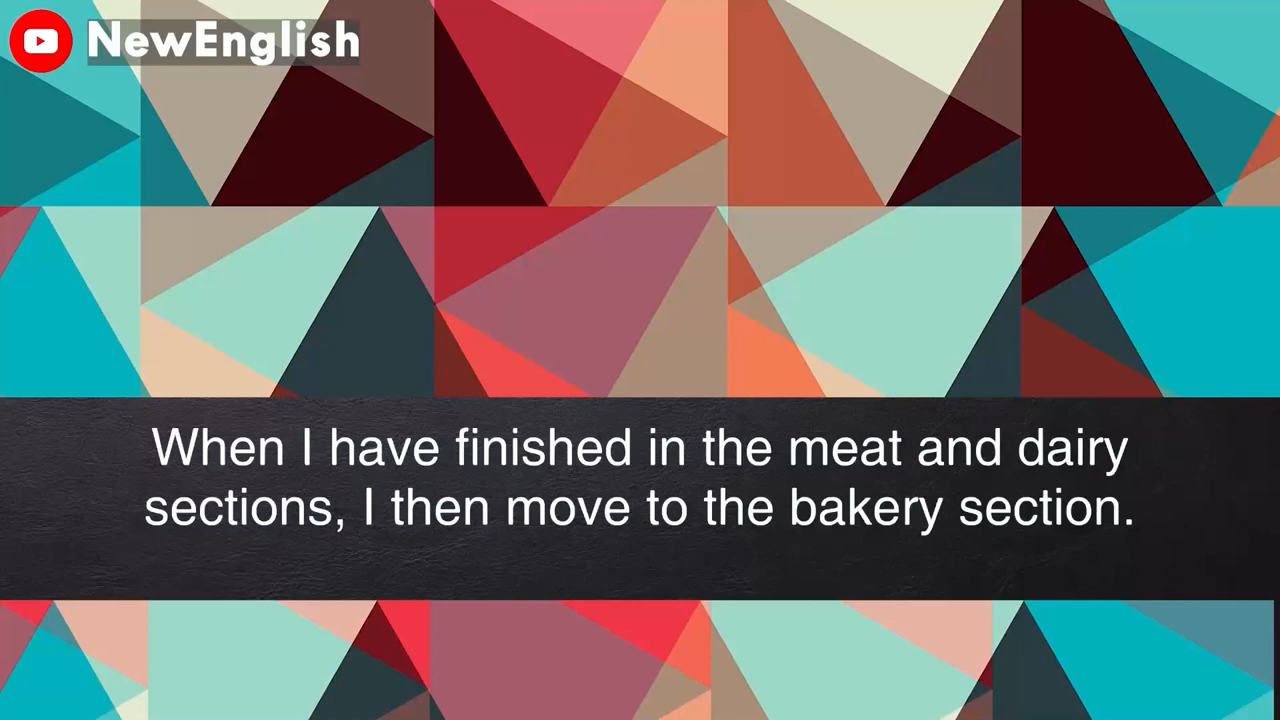 NewEnglish
When I have finished in the meat and dairy
sections, I then move to the bakery section.